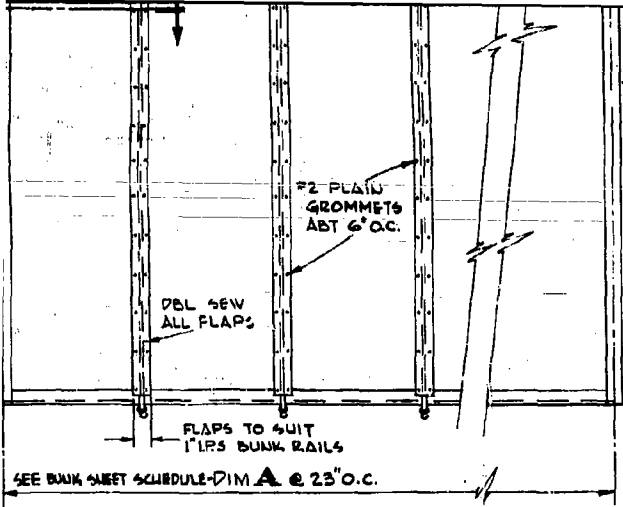 #2 PLAIN
GROMMETS
ABT 6" O.C.
DBL SEW
ALL FLAPS
FLAPS TO SUIT
1" I.P.S BUNK RAILS
SEE BUNK SHEET SCHEDULE-DIM A @ 23" O.C.